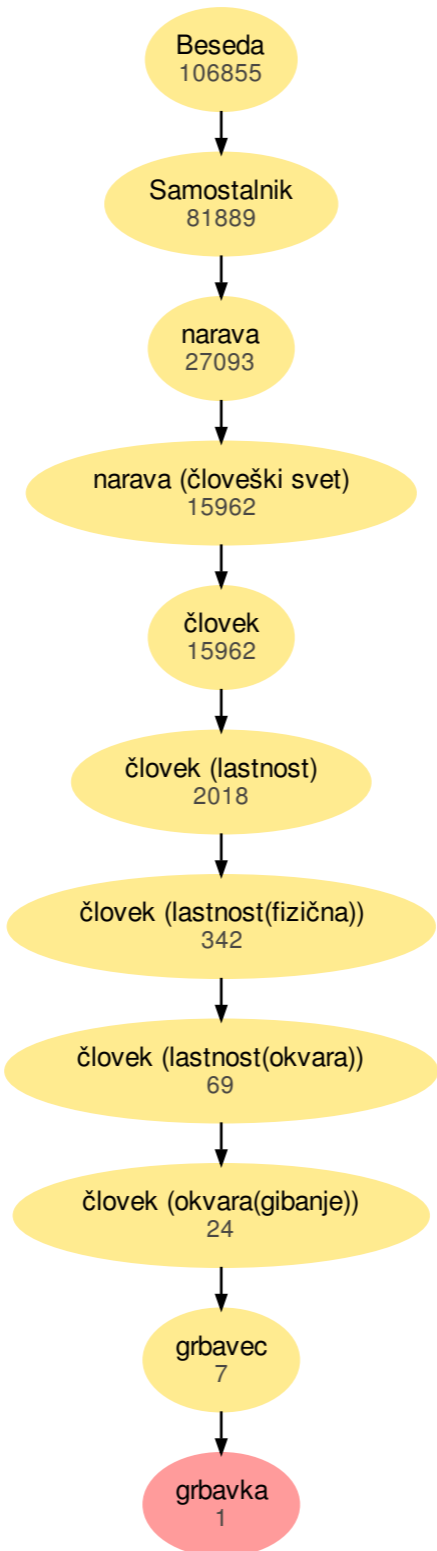 Beseda
106855
Samostalnik
81889
narava
27093
narava (človeški svet)
15962
človek
15962
človek (lastnost)
2018
človek (lastnost(fizična))
342
človek (lastnost(okvara))
69
človek (okvara(gibanje))
24
grbavec
7
grbavka
1